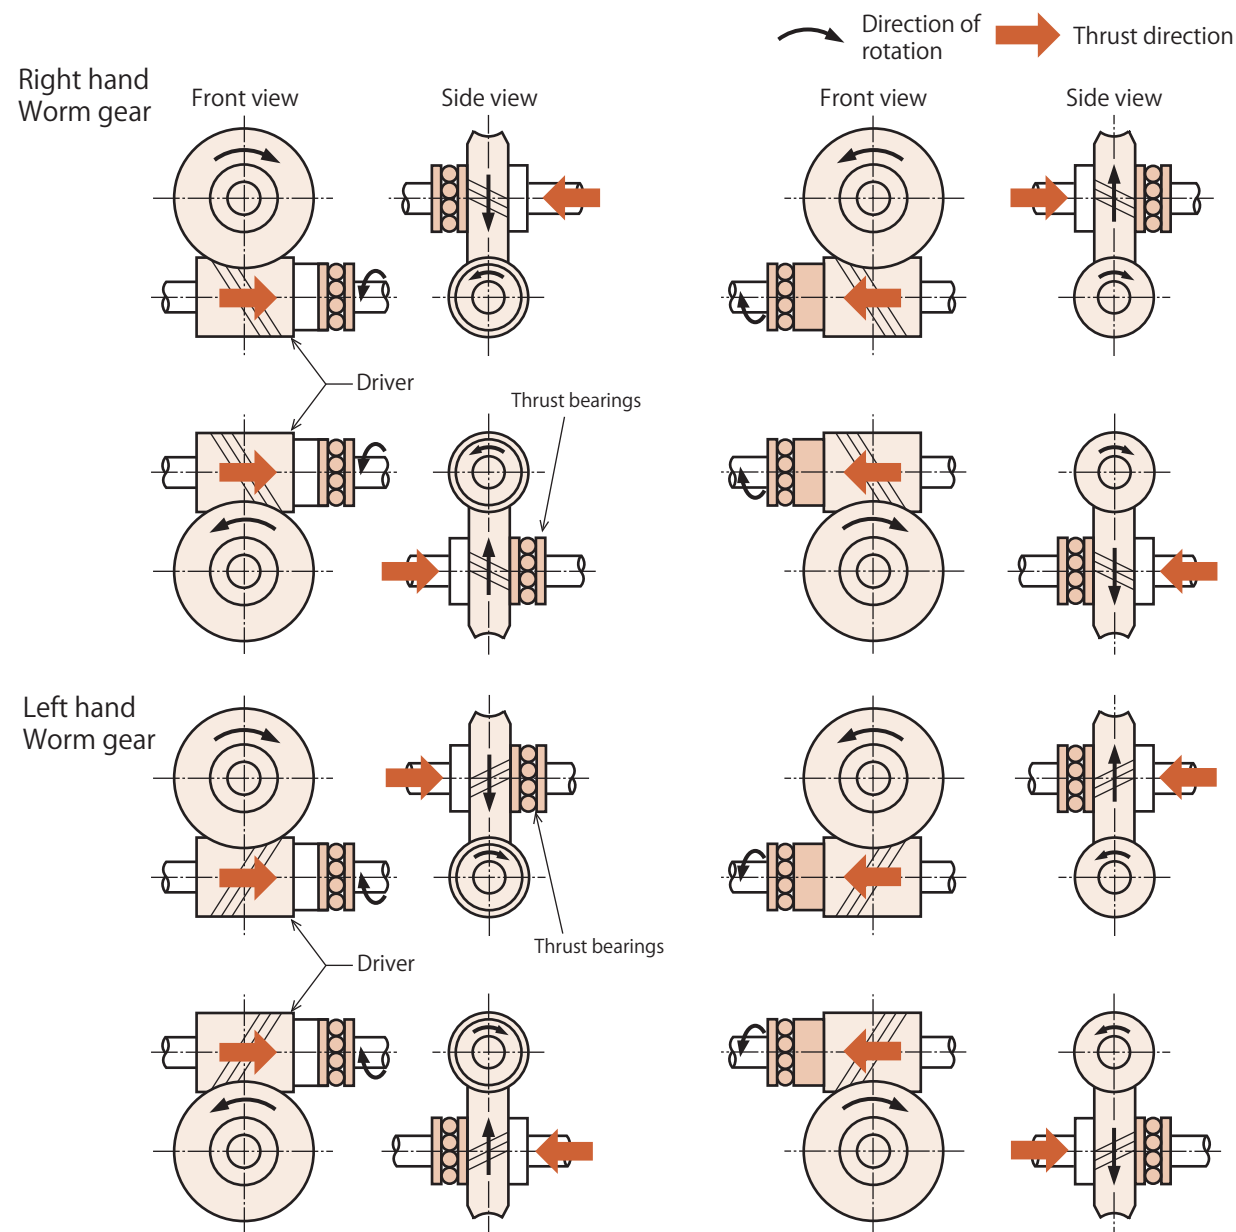 Direction of
rotation
Thrust direction
Right hand
Worm gear
Front view
Side view
Front view
Side view
Driver
Thrust bearings
Left hand
Worm gear
Thrust bearings
Driver